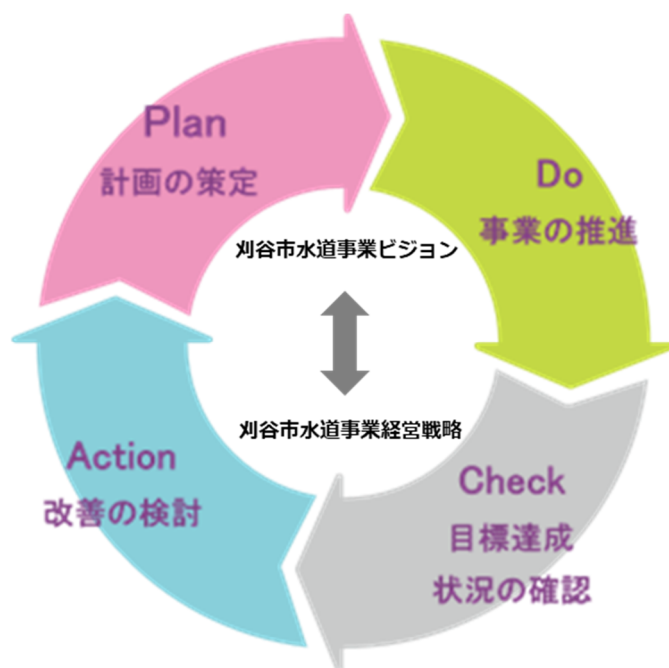 Plan
計画の策定
Do
事業の推進
刈谷市水道事業ビジョン
刈谷市水道事業経営戦略
Action
改善の検討
Check
目標達成
状況の確認